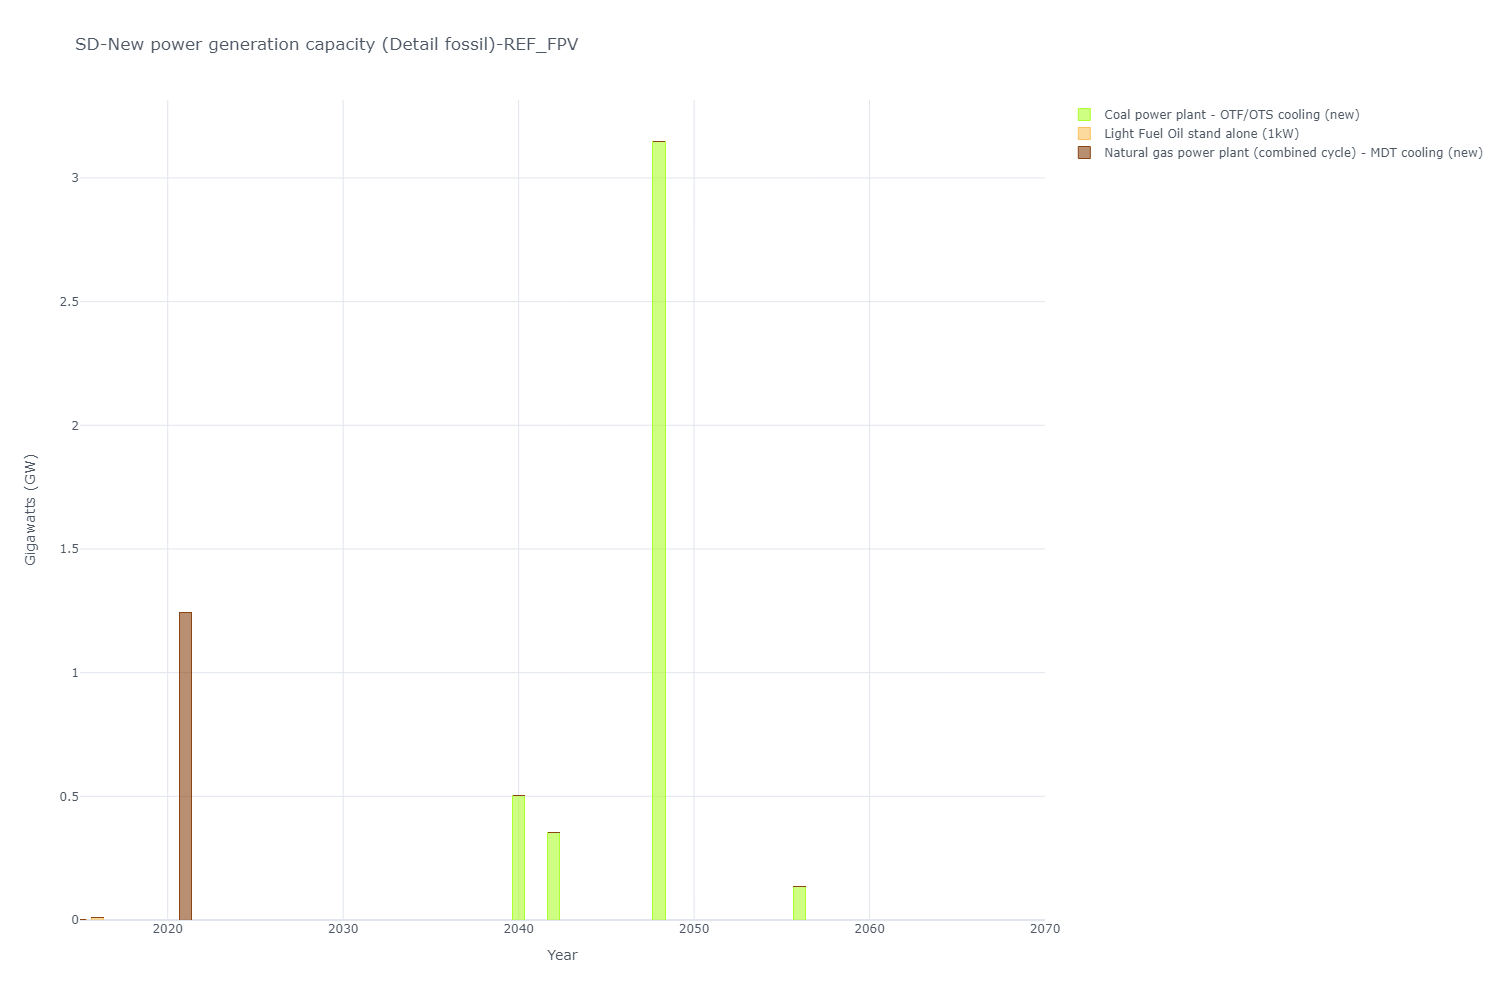 SD-New power generation capacity (Detail fossil)-REF_FPV
Coal power plant - OTF/OTS cooling (new)
Light Fuel Oil stand alone (1kW)
Natural gas power plant (combined cycle) - MDT cooling (new)
3
2.5
2
1.5
1
0.5
0
Gigawatts (GW)
2020 2030 2040 2050 2060 2070
Year